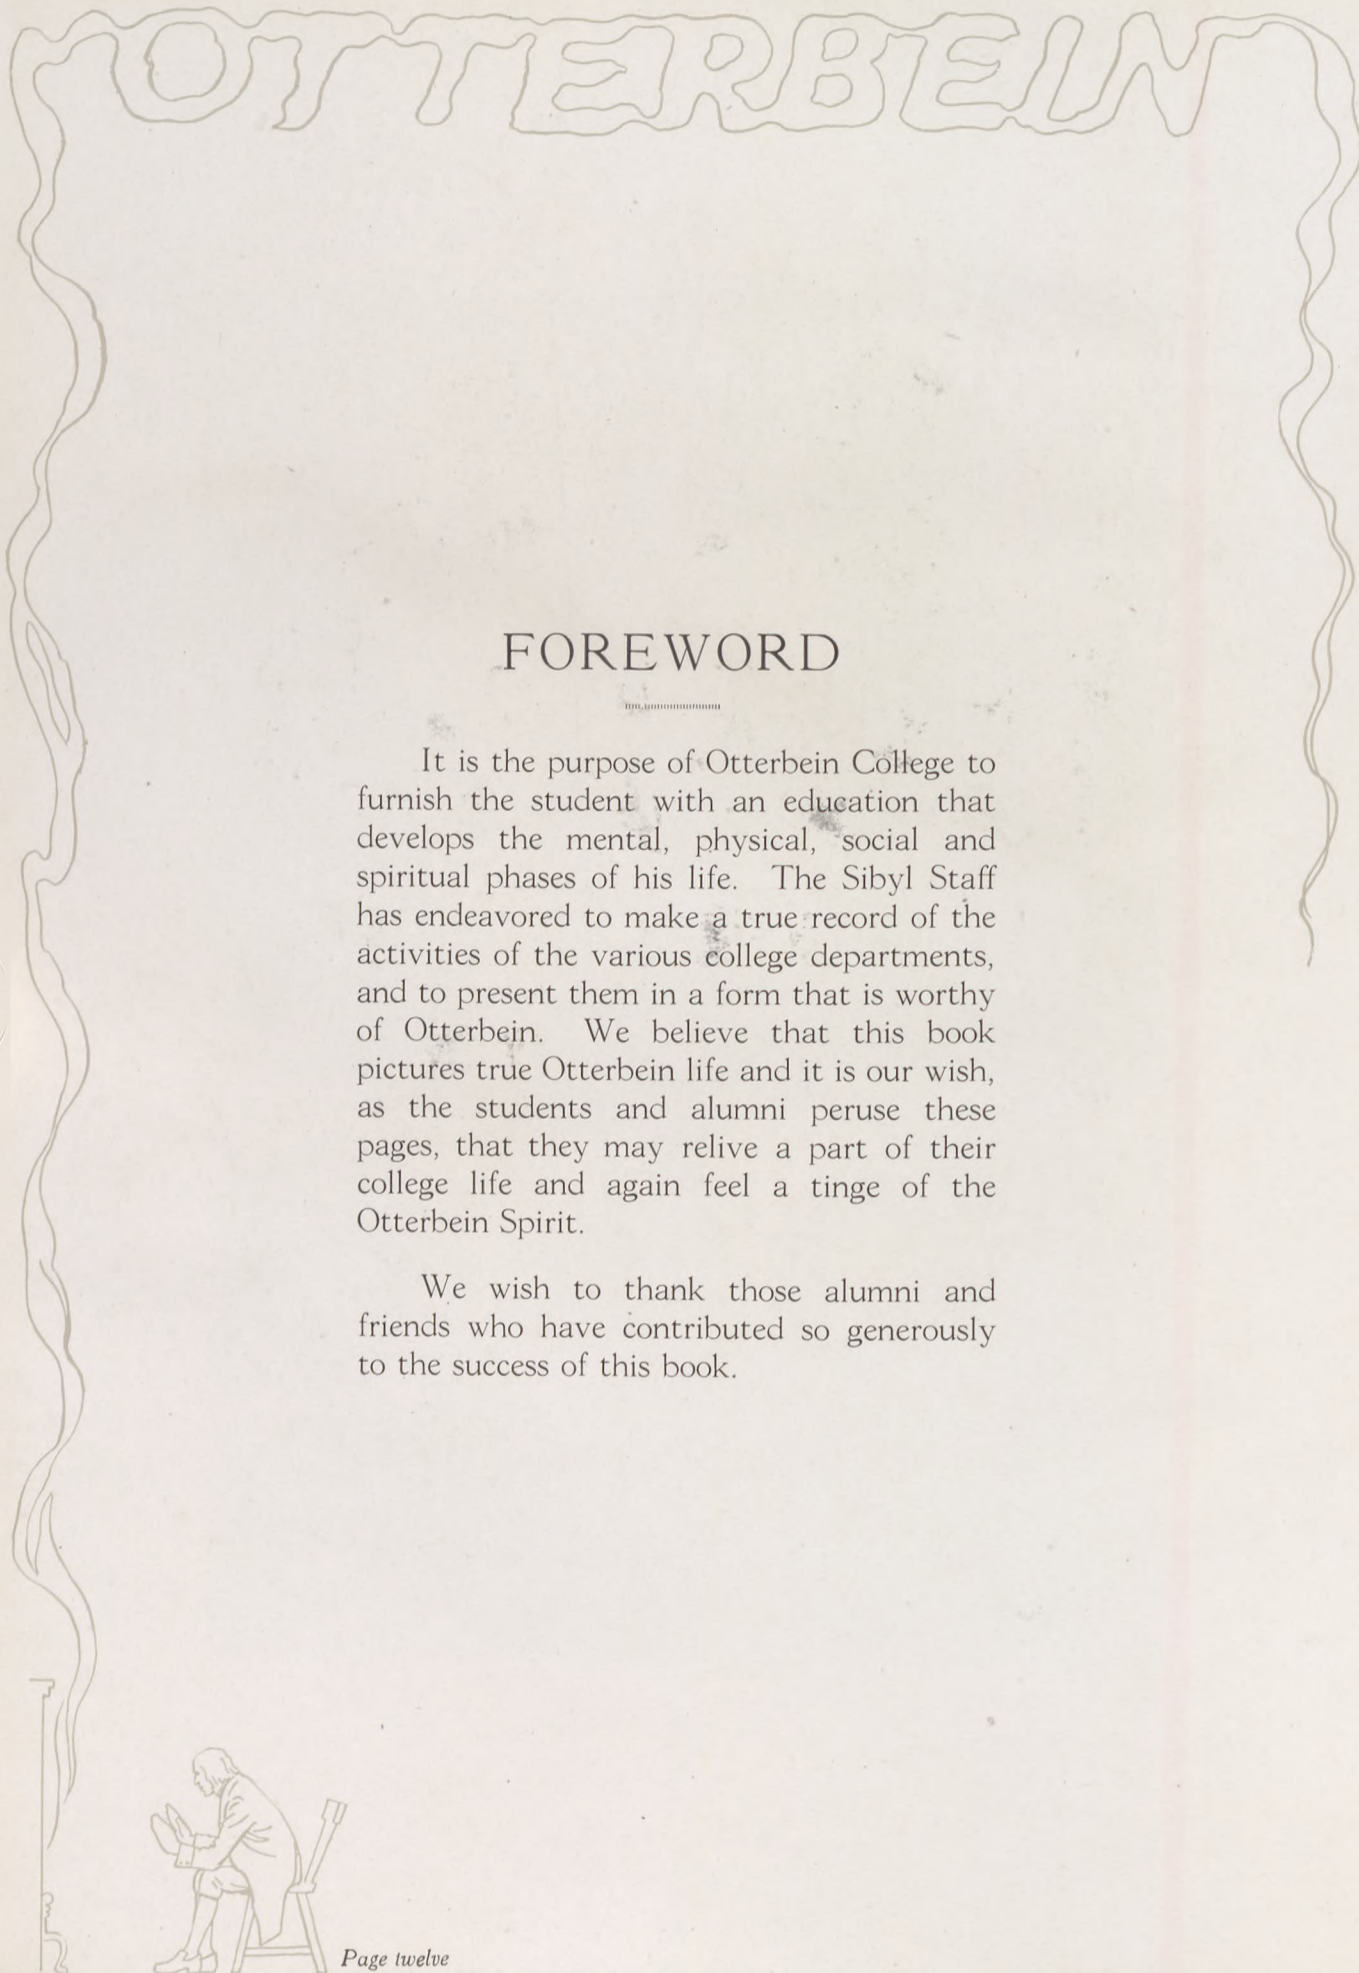 OTTERBEIN
FOREWORD
It is the purpose of Otterbein College to
furnish the student with an education that
develops the mental, physical, social and
spiritual phases of his life. The Sibyl Staff
has endeavored to make a true record of the
activities of the various college departments,
and to present them in a form that is worthy
of Otterbein. We believe that this book
pictures true Otterbein life and it is our wish,
as the students and alumni peruse these
pages, that they may relive a part of their
college life and again feel a tinge of the
Otterbein Spirit.
We wish to thank those alumni and
friends who have contributed so generously
to the success of this book.
Page twelve